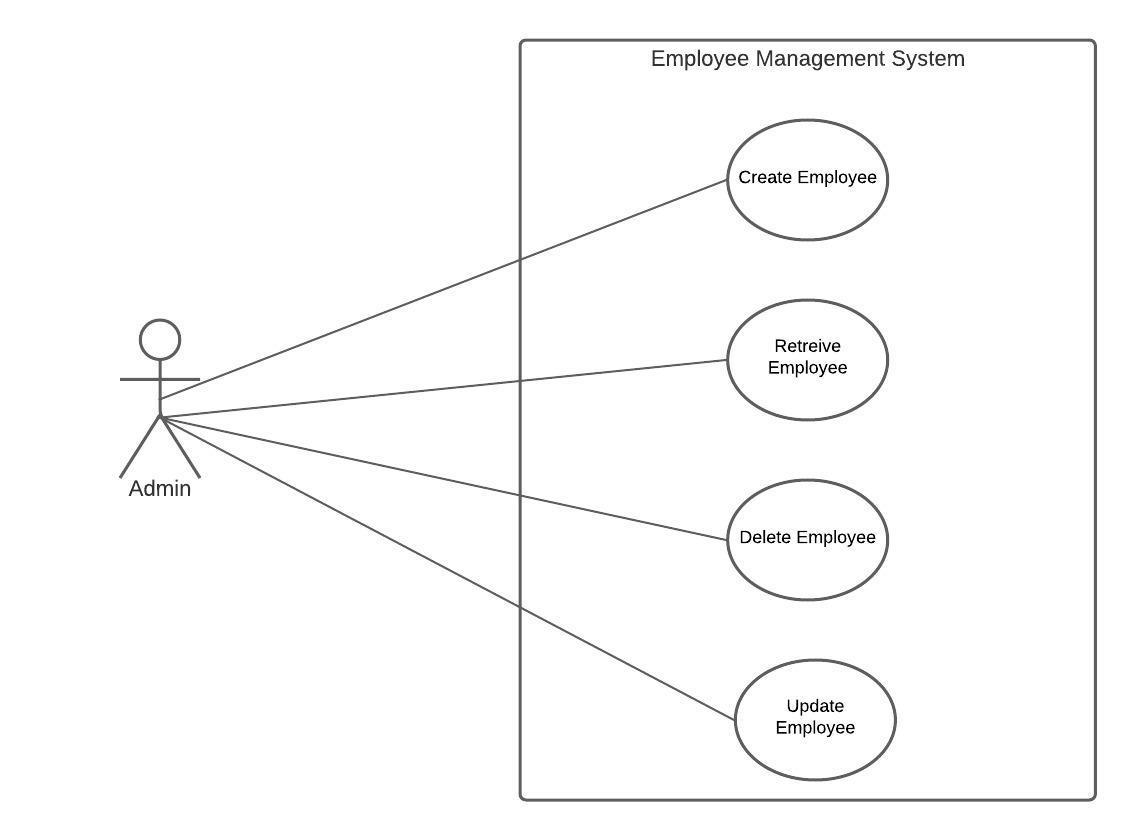 Employee Management System
Create Employee
Retreive
Employee
Admin
Delete Employee
Update
Employee